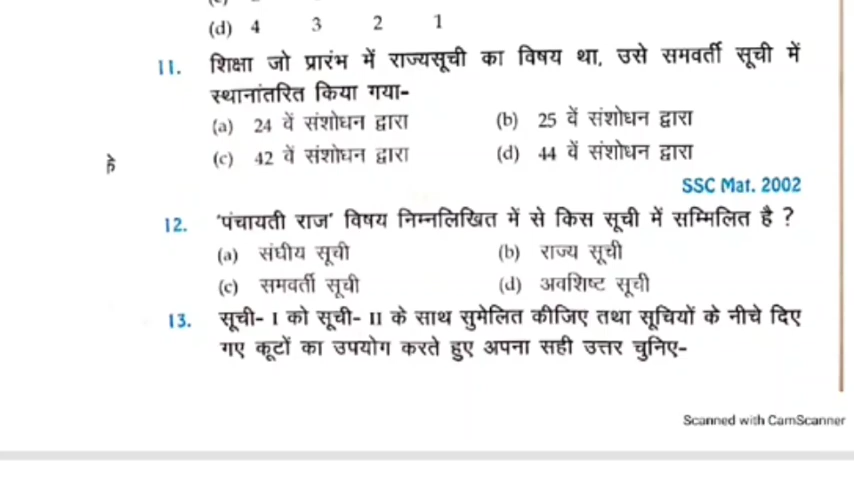 (d) 4 3 2 1
11. शिक्षा जो प्रारंभ में राज्यसूची का विषय था, उसे समवर्ती सूची में
स्थानांतरित किया गया-
(a) 24 वें संशोधन द्वारा (b) 25 वें संशोधन द्वारा
(c) 42 वें संशोधन द्वारा (d) 44 वें संशोधन द्वारा
SSC Mat. 2002
12. 'पंचायती राज' विषय निम्नलिखित में से किस सूची में सम्मिलित है ?
(a) संघीय सूची (b) राज्य सूची
(c) समवर्ती सूची (d) अवशिष्ट सूची
13. सूची- I को सूची- II के साथ सुमेलित कीजिए तथा सूचियों के नीचे दिए
गए कूटों का उपयोग करते हुए अपना सही उत्तर चुनिए-
Scanned with CamScanner